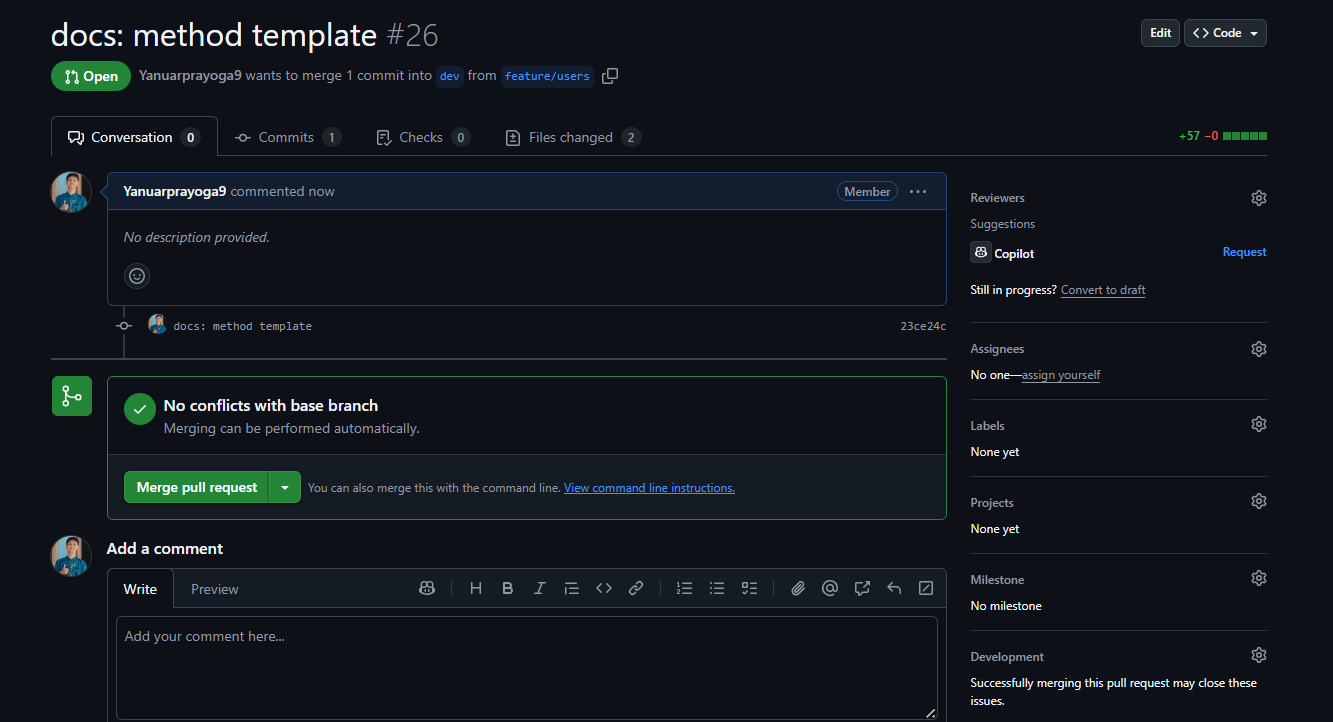 docs: method template #26
Edit
Code
Open
Yanuarprayoga9 wants to merge 1 commit into dev from feature/users
Conversation 0
Commits 1
Checks 0
Files changed 2
+57 −0
Yanuarprayoga9 commented now
Member
No description provided.
docs: method template
23ce24c
No conflicts with base branch
Merging can be performed automatically.
Merge pull request
You can also merge this with the command line. View command line instructions.
Add a comment
Write
Preview
Add your comment here...
Reviewers
Suggestions
Copilot
Request
Still in progress? Convert to draft
Assignees
No one—assign yourself
Labels
None yet
Projects
None yet
Milestone
No milestone
Development
Successfully merging this pull request may close these
issues.